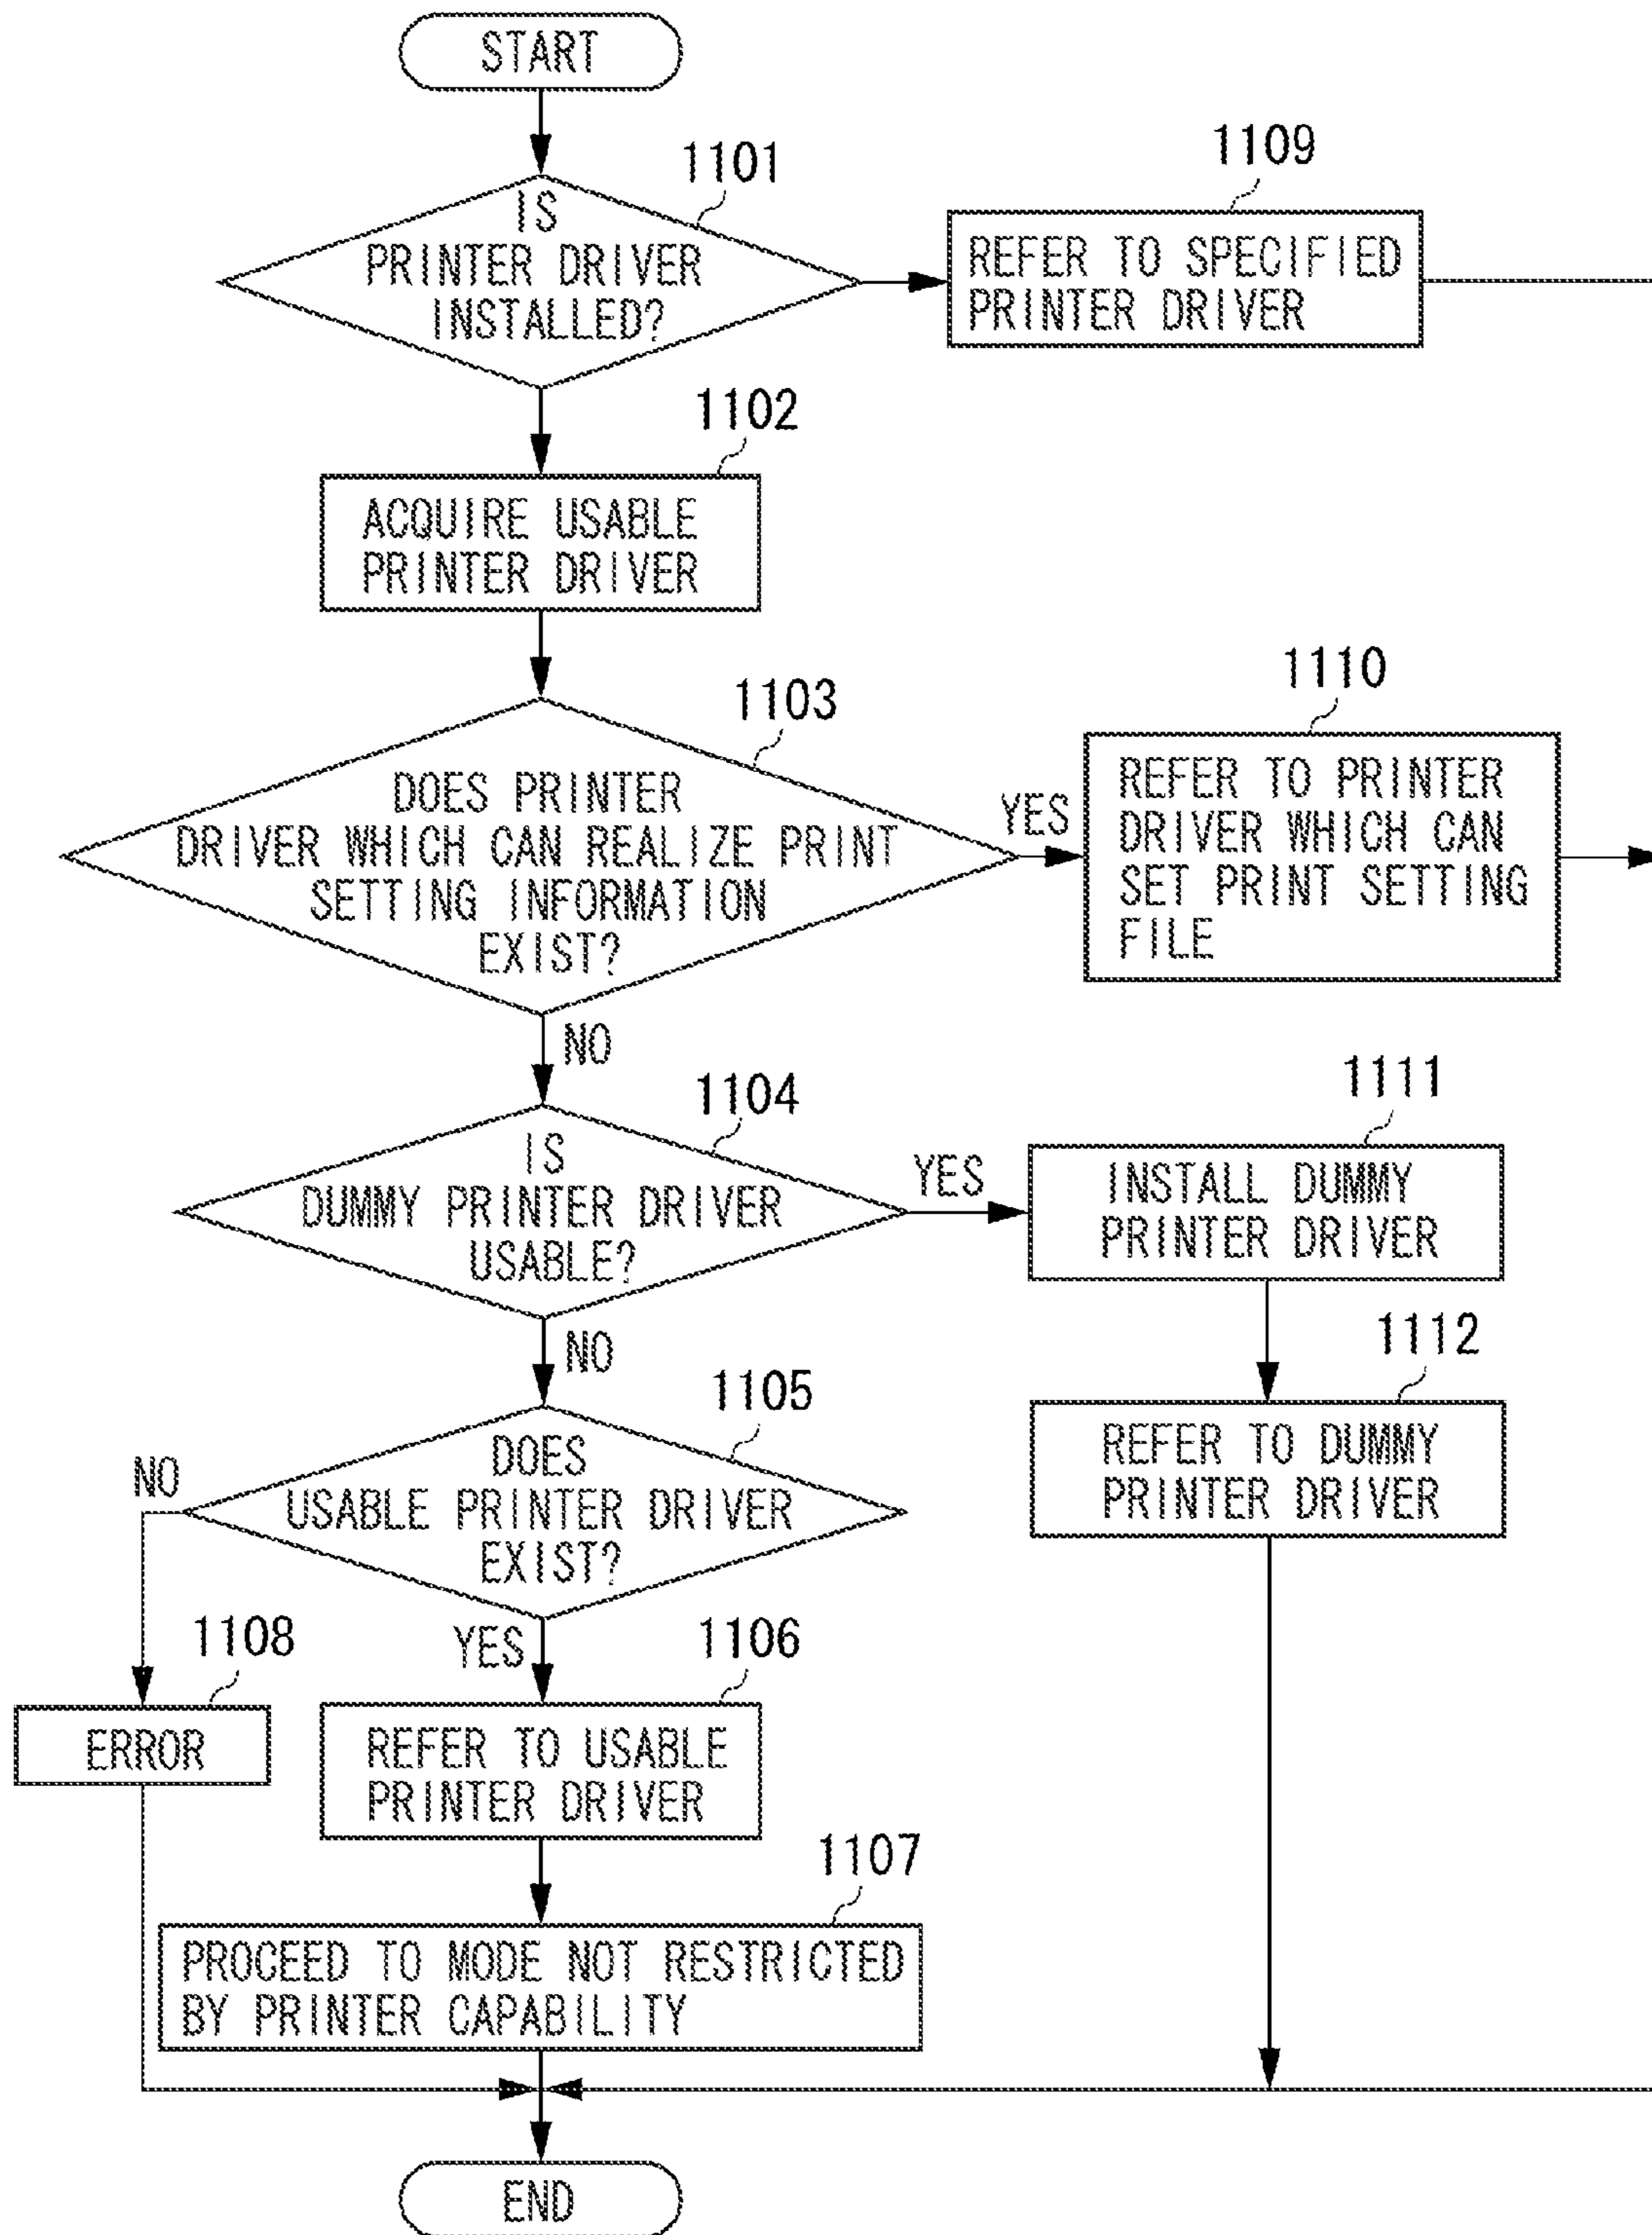 START
1101
IS
PRINTER DRIVER
INSTALLED?
1109
REFER TO SPECIFIED
PRINTER DRIVER
1102
ACQUIRE USABLE
PRINTER DRIVER
1103
DOES PRINTER
DRIVER WHICH CAN REALIZE PRINT
SETTING INFORMATION
EXIST?
YES
1110
REFER TO PRINTER
DRIVER WHICH CAN
SET PRINT SETTING
FILE
NO
1104
IS
DUMMY PRINTER DRIVER
USABLE?
YES
1111
INSTALL DUMMY
PRINTER DRIVER
NO
1112
REFER TO DUMMY
PRINTER DRIVER
1105
DOES
USABLE PRINTER DRIVER
EXIST?
NO
1108
ERROR
YES
1106
REFER TO USABLE
PRINTER DRIVER
1107
PROCEED TO MODE NOT RESTRICTED
BY PRINTER CAPABILITY
END